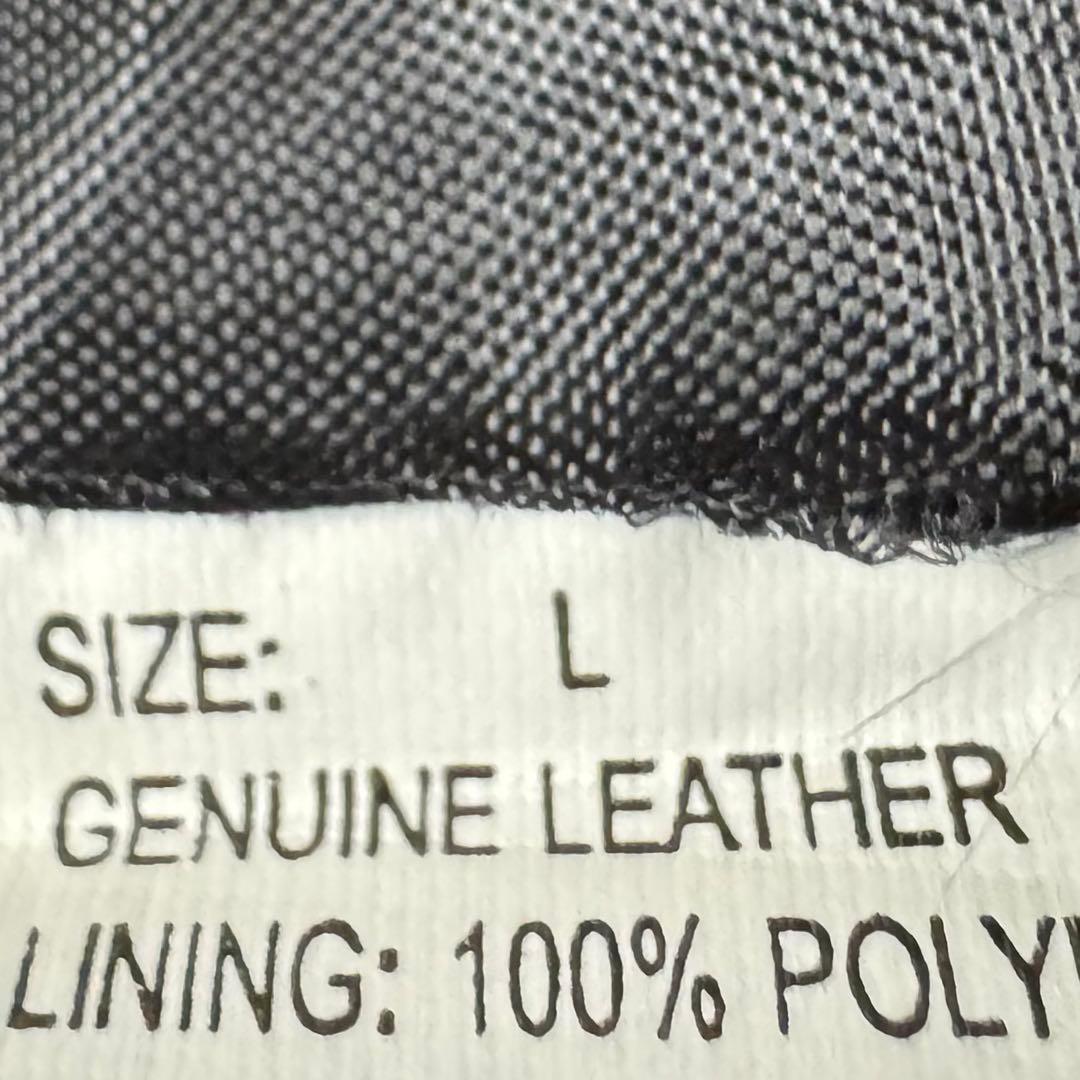 SIZE: L
GENUINE LEATHER
LINING: 100% POLY